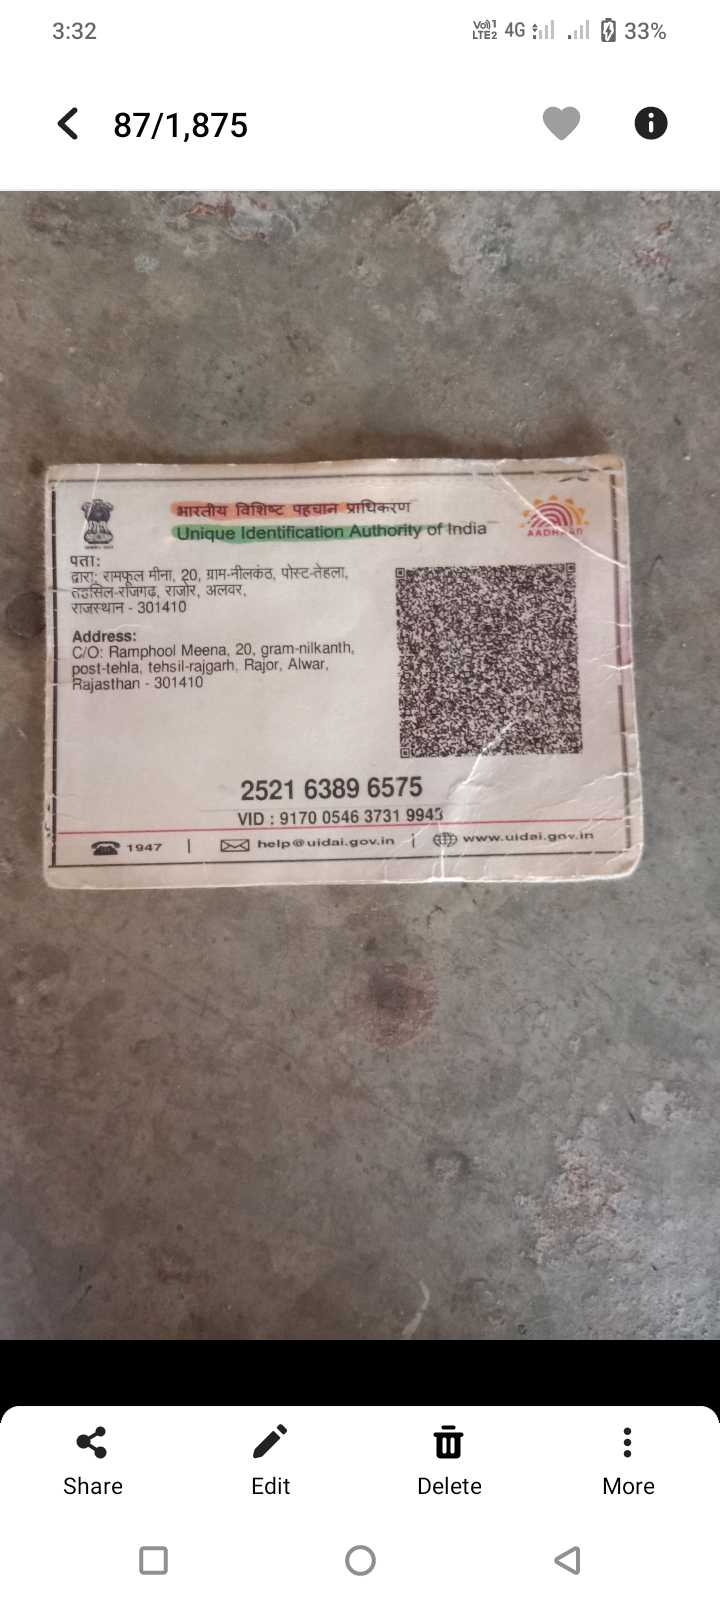 3:32
Vo)) 1
LTE2 4G 33%
87/1,875
भारतीय विशिष्ट पहचान प्राधिकरण
Unique Identification Authority of India
AADHAAR
पता:
द्वारा: रामफूल मीना, 20, ग्राम-नीलकंठ, पोस्ट-तेहला,
तहसिल-राजगढ, राजोर, अलवर,
राजस्थान - 301410
Address:
C/O: Ramphool Meena, 20, gram-nilkanth,
post-tehla, tehsil-rajgarh, Rajor, Alwar,
Rajasthan - 301410
2521 6389 6575
VID : 9170 0546 3731 9943
1947 | help@uidai.gov.in | www.uidai.gov.in
Share Edit Delete More